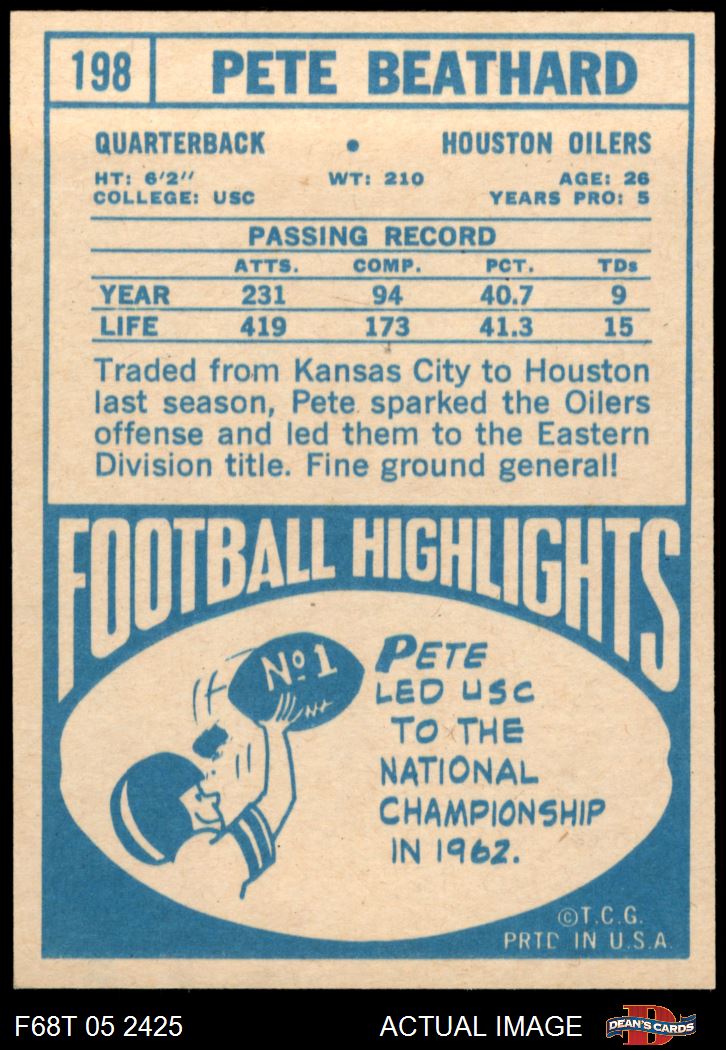 198 PETE BEATHARD
QUARTERBACK • HOUSTON OILERS
HT: 6'2" WT: 210 AGE: 26
COLLEGE: USC YEARS PRO: 5
PASSING RECORD
ATTS. COMP. PCT. TDs
YEAR 231 94 40.7 9
LIFE 419 173 41.3 15
Traded from Kansas City to Houston
last season, Pete sparked the Oilers
offense and led them to the Eastern
Division title. Fine ground general!
FOOTBALL HIGHLIGHTS
No 1
PETE
LED USC
TO THE
NATIONAL
CHAMPIONSHIP
IN 1962.
©T.C.G.
PRTD IN U.S.A.
F68T 05 2425 ACTUAL IMAGE D DEAN'S CARDS